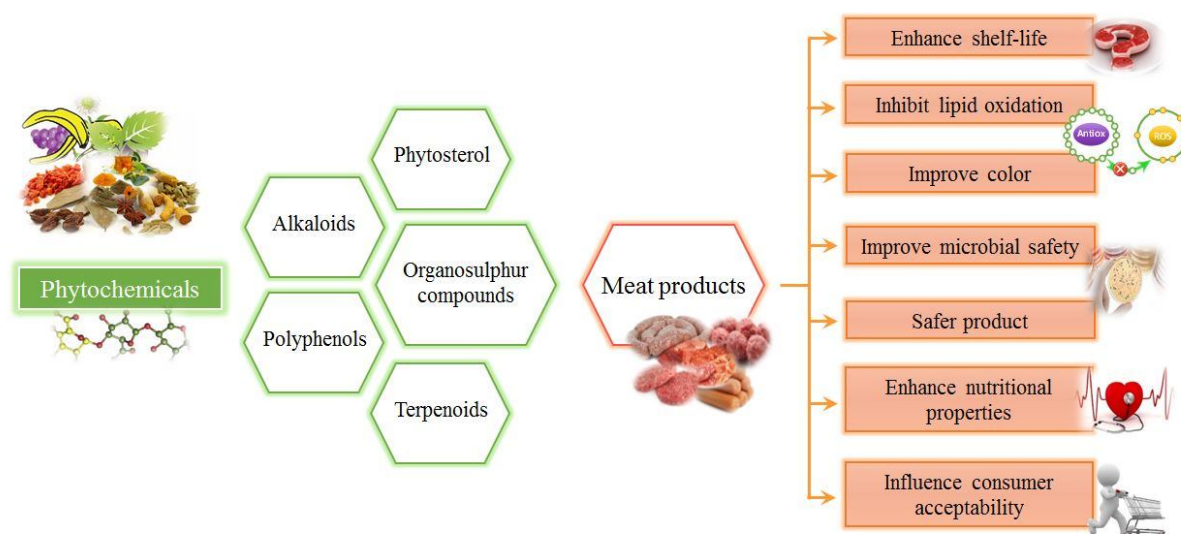 Phytochemicals
Phytosterol
Alkaloids
Organosulphur
compounds
Polyphenols
Terpenoids
Meat products
Enhance shelf-life
Inhibit lipid oxidation
Antiox
ROS
Improve color
Improve microbial safety
Safer product
Enhance nutritional
properties
Influence consumer
acceptability